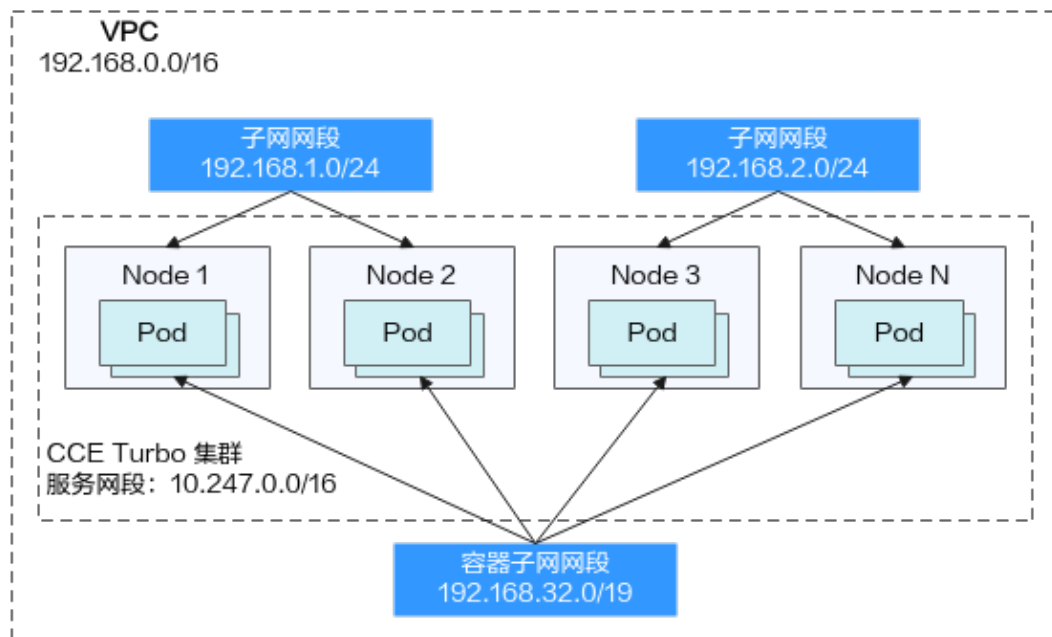 VPC
192.168.0.0/16
子网网段
192.168.1.0/24
子网网段
192.168.2.0/24
Node 1
Node 2
Node 3
Node N
Pod
Pod
Pod
Pod
CCE Turbo 集群
服务网段：10.247.0.0/16
容器子网网段
192.168.32.0/19